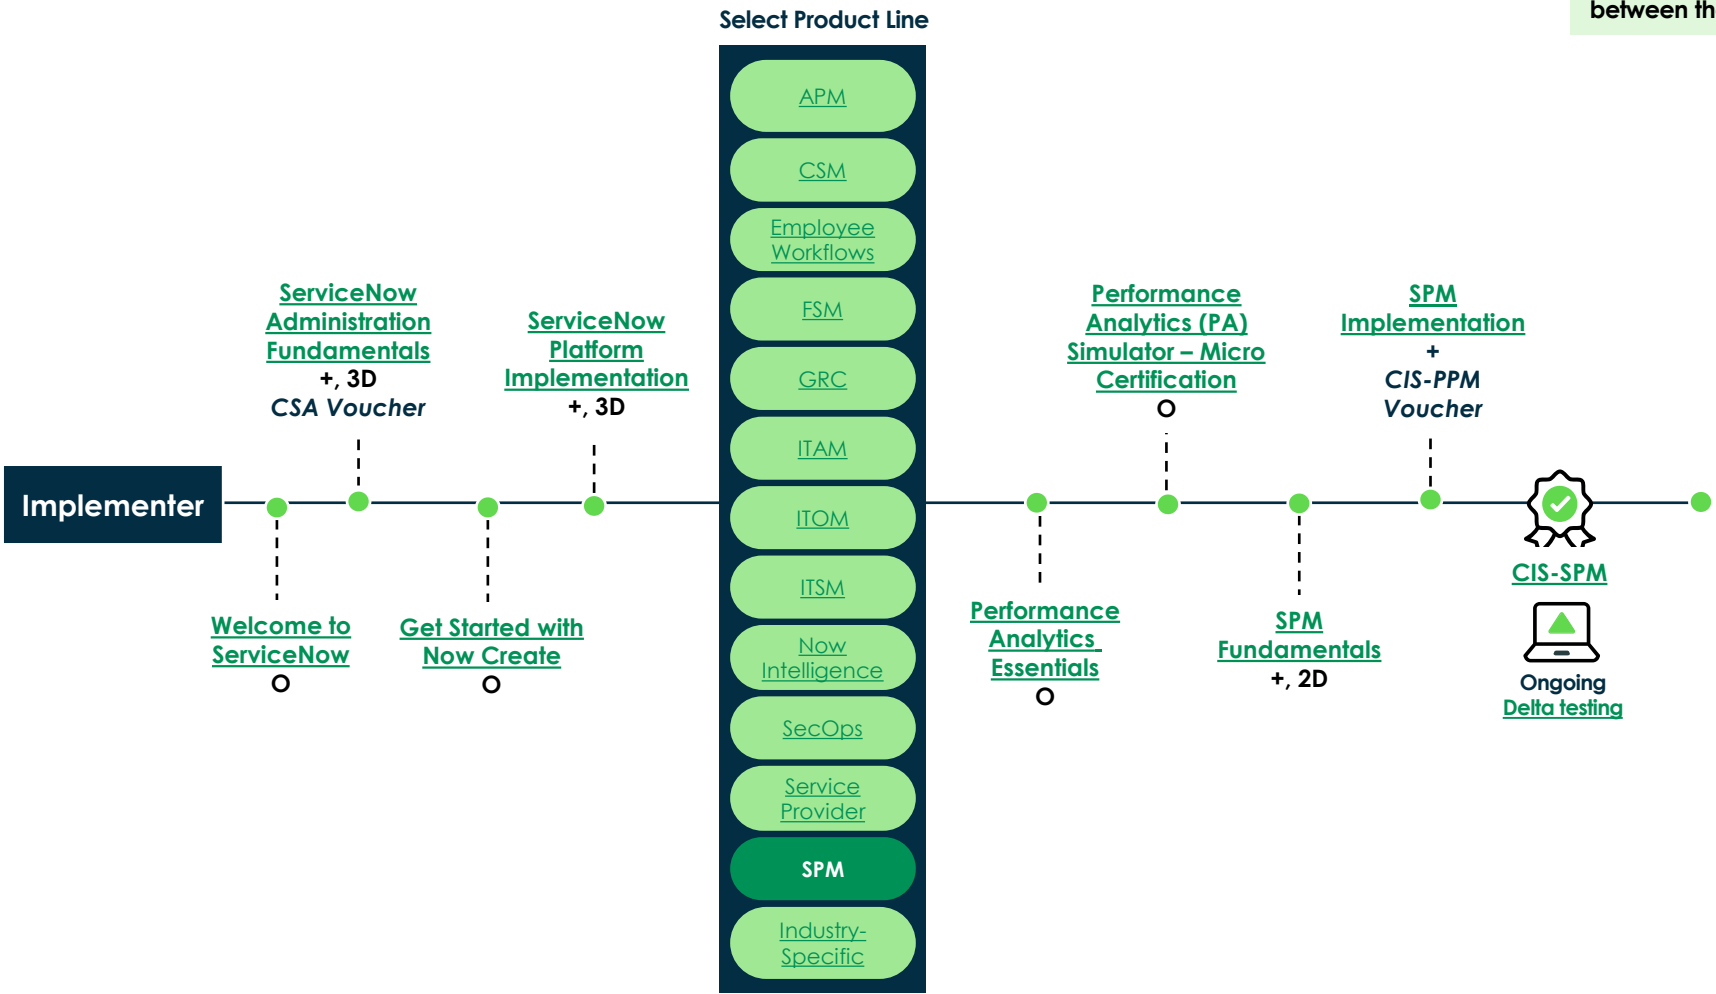 Select Product Line
between th
APM
CSM
Employee
Workflows
FSM
GRC
ITAM
ITOM
ITSM
Now
Intelligence
SecOps
Service
Provider
SPM
Industry-
Specific
Implementer
Welcome to
ServiceNow
O
ServiceNow
Administration
Fundamentals
+, 3D
CSA Voucher
Get Started with
Now Create
O
ServiceNow
Platform
Implementation
+, 3D
Performance
Analytics
Essentials
O
Performance
Analytics (PA)
Simulator – Micro
Certification
O
SPM
Fundamentals
+, 2D
SPM
Implementation
+
CIS-PPM
Voucher
CIS-SPM
Ongoing
Delta testing